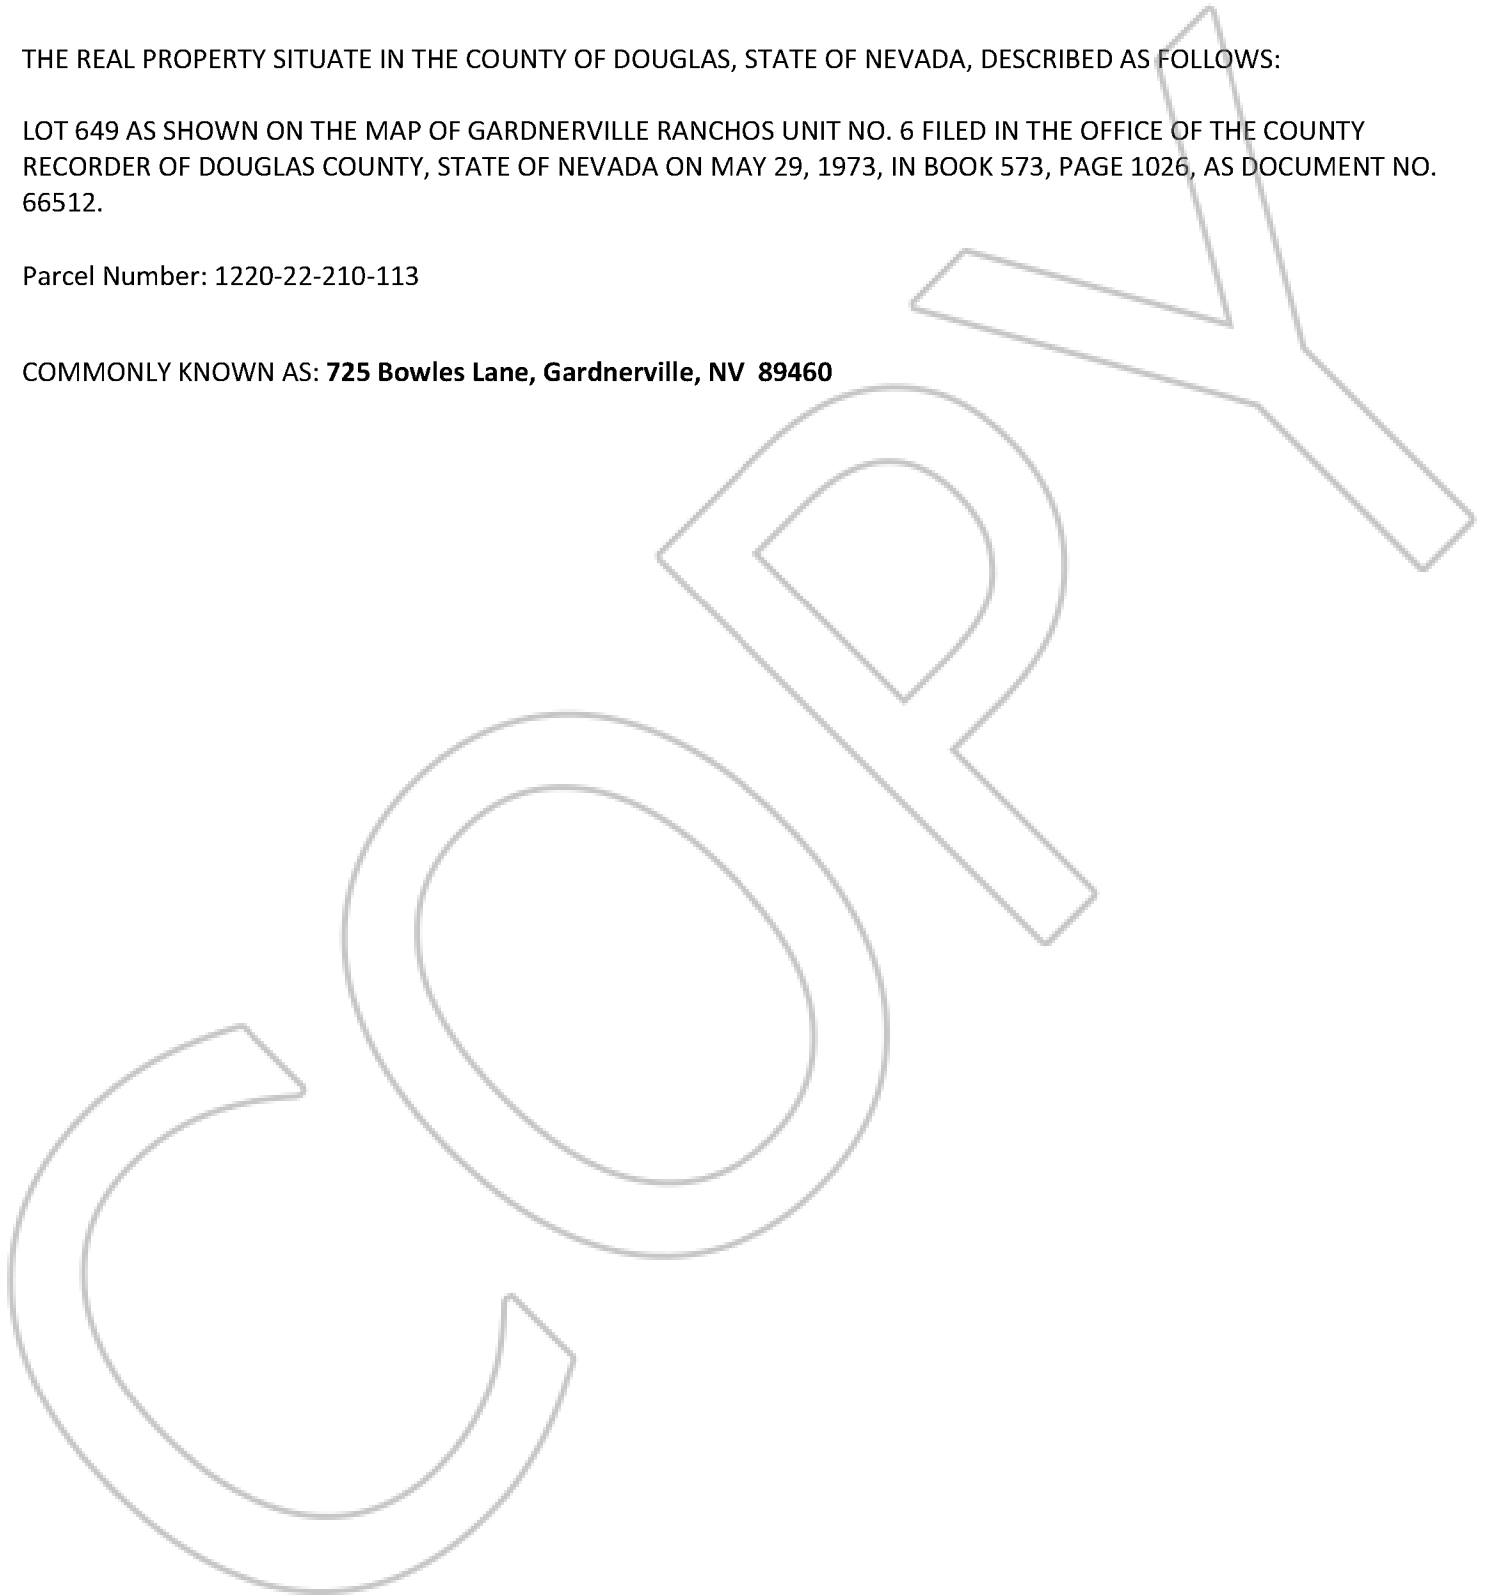 THE REAL PROPERTY SITUATE IN THE COUNTY OF DOUGLAS, STATE OF NEVADA, DESCRIBED AS FOLLOWS:
LOT 649 AS SHOWN ON THE MAP OF GARDNERVILLE RANCHOS UNIT NO. 6 FILED IN THE OFFICE OF THE COUNTY
RECORDER OF DOUGLAS COUNTY, STATE OF NEVADA ON MAY 29, 1973, IN BOOK 573, PAGE 1026, AS DOCUMENT NO.
66512.
Parcel Number: 1220-22-210-113
COMMONLY KNOWN AS: 725 Bowles Lane, Gardnerville, NV  89460
COPY